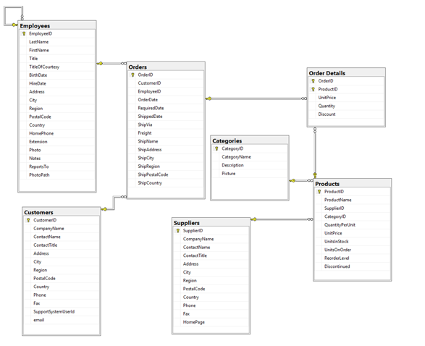 Employees
EmployeeID
LastName
FirstName
Title
TitleOfCourtesy
BirthDate
HireDate
Address
City
Region
PostalCode
Country
HomePhone
Extension
Photo
Notes
ReportsTo
PhotoPath
Orders
OrderID
CustomerID
EmployeeID
OrderDate
RequiredDate
ShippedDate
ShipVia
Freight
ShipName
ShipAddress
ShipCity
ShipRegion
ShipPostalCode
ShipCountry
Order Details
OrderID
ProductID
UnitPrice
Quantity
Discount
Categories
CategoryID
CategoryName
Description
Picture
Products
ProductID
ProductName
SupplierID
CategoryID
QuantityPerUnit
UnitPrice
UnitsInStock
UnitsOnOrder
ReorderLevel
Discontinued
Customers
CustomerID
CompanyName
ContactName
ContactTitle
Address
City
Region
PostalCode
Country
Phone
Fax
SupportSystemUserId
email
Suppliers
SupplierID
CompanyName
ContactName
ContactTitle
Address
City
Region
PostalCode
Country
Phone
Fax
HomePage